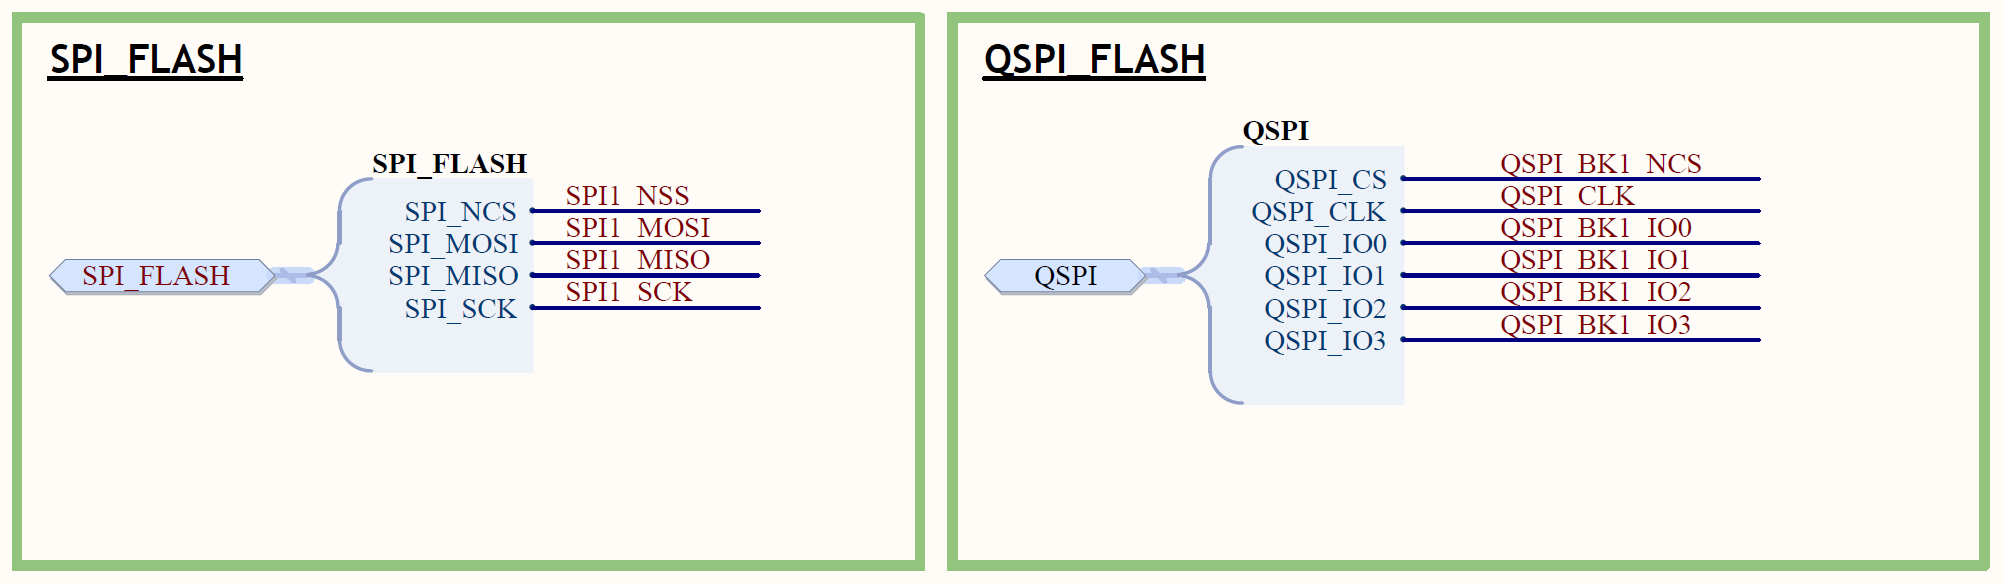 SPI_FLASH
SPI_FLASH
SPI_NCS SPI1_NSS
SPI_MOSI SPI1_MOSI
SPI_MISO SPI1_MISO
SPI_SCK SPI1_SCK
SPI_FLASH
QSPI_FLASH
QSPI
QSPI_CS QSPI_BK1_NCS
QSPI_CLK QSPI_CLK
QSPI_IO0 QSPI_BK1_IO0
QSPI_IO1 QSPI_BK1_IO1
QSPI_IO2 QSPI_BK1_IO2
QSPI_IO3 QSPI_BK1_IO3
QSPI